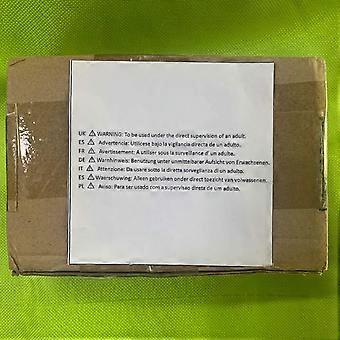 UK ⚠ WARNING: To be used under the direct supervision of an adult.
ES ⚠ Advertencia: Utilícese bajo la vigilancia directa de un adulto.
FR ⚠ Avertissement: A utiliser sous la surveillance d'un adulte.
DE ⚠ Warnhinweis: Benutzung unter unmittelbarer Aufsicht von Erwachsenen.
IT ⚠ Attenzione: Da usare sotto la diretta sorveglianza di un adulto.
ES ⚠ Waarschuwing: Alleen gebruiken onder direct toezicht van volwassenen.
PL ⚠ Aviso: Para ser usado com a supervisao direta de um adulto.